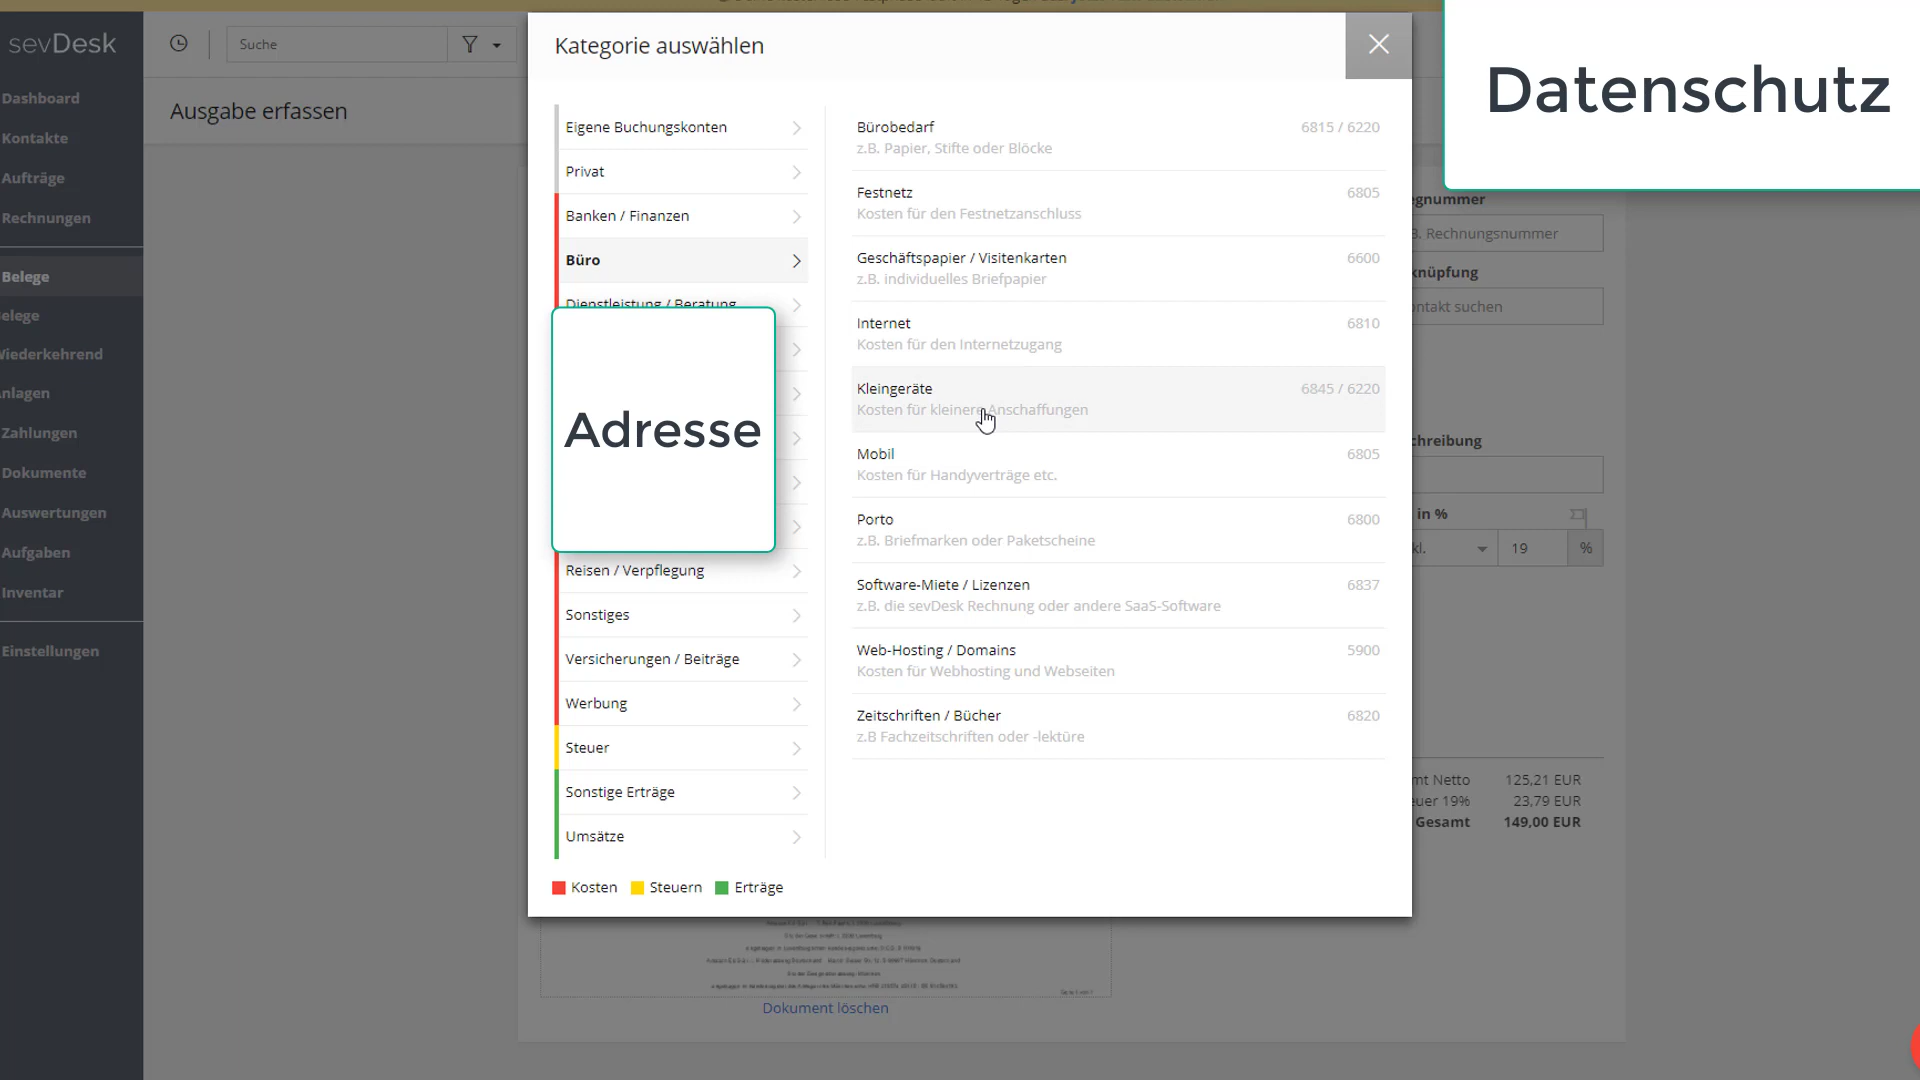 sevDesk
Suche
Kategorie auswählen
Datenschutz
Ausgabe erfassen
Dashboard
Kontakte
Aufträge
Rechnungen
Belege
elege
Wiederkehrend
nlagen
Zahlungen
Dokumente
Auswertungen
Aufgaben
Inventar
Einstellungen
Eigene Buchungskonten
Privat
Banken / Finanzen
Büro
Dienstleistung / Beratung
Adresse
Reisen / Verpflegung
Sonstiges
Versicherungen / Beiträge
Werbung
Steuer
Sonstige Erträge
Umsätze
Kosten Steuern Erträge
Bürobedarf 6815 / 6220
z.B. Papier, Stifte oder Blöcke
Festnetz 6805
Kosten für den Festnetzanschluss
Geschäftspapier / Visitenkarten 6600
z.B. individuelles Briefpapier
Internet 6810
Kosten für den Internetzugang
Kleingeräte 6845 / 6220
Kosten für kleinere Anschaffungen
Mobil 6805
Kosten für Handyverträge etc.
Porto 6800
z.B. Briefmarken oder Paketscheine
Software-Miete / Lizenzen 6837
z.B. die sevDesk Rechnung oder andere SaaS-Software
Web-Hosting / Domains 5900
Kosten für Webhosting und Webseiten
Zeitschriften / Bücher 6820
z.B Fachzeitschriften oder -lektüre
egnummer
B. Rechnungsnummer
knüpfung
ontakt suchen
chreibung
in %
kl. 19 %
mt Netto 125,21 EUR
euer 19% 23,79 EUR
Gesamt 149,00 EUR
Dokument löschen